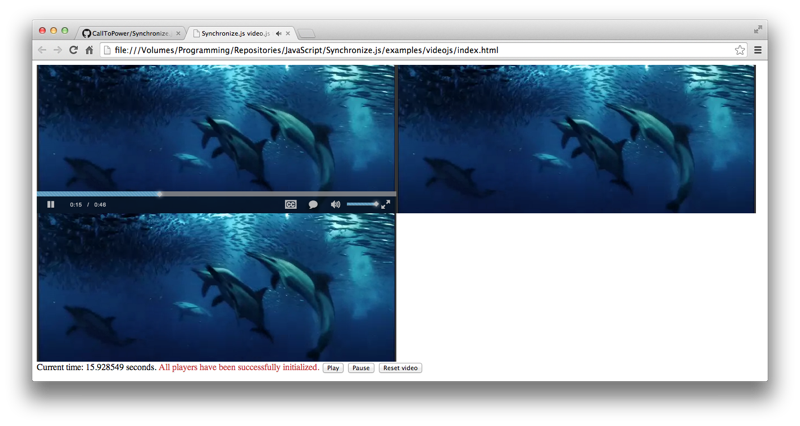 CallToPower/Synchronize.j
Synchronize.js video.js
file:///Volumes/Programming/Repositories/JavaScript/Synchronize.js/examples/videojs/index.html
0:15 / 0:46
CC
Current time: 15.928549 seconds. All players have been successfully initialized. Play Pause Reset video